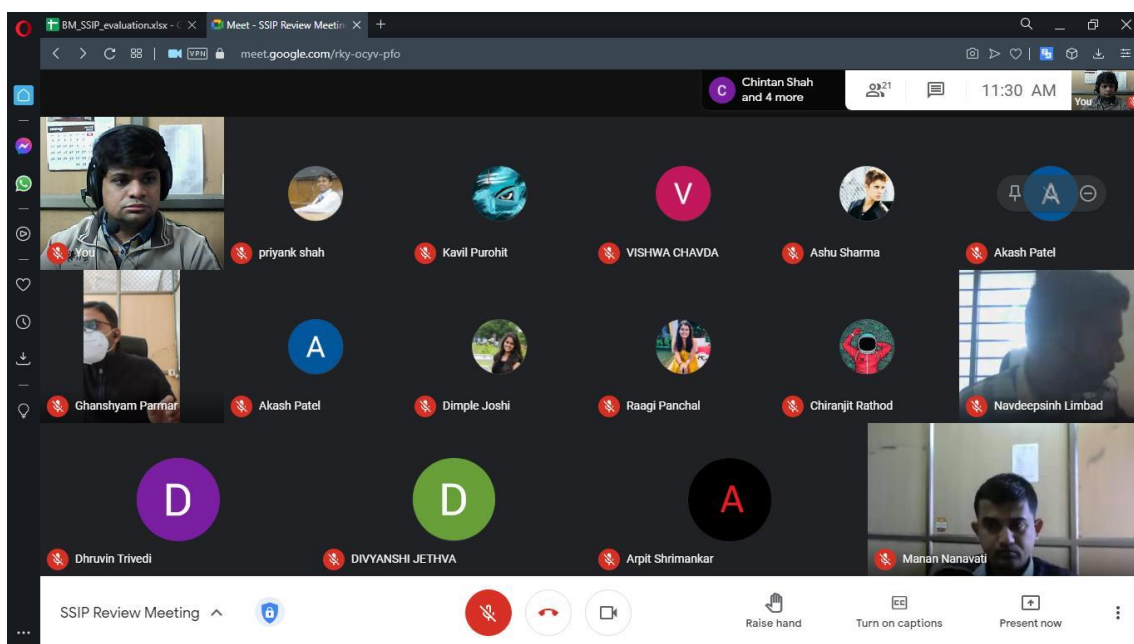 BM_SSIP_evaluation.xlsx - G
Meet - SSIP Review Meetin
VPN
meet.google.com/rky-ocyv-pfo
C
Chintan Shah
and 4 more
21
11:30 AM
You
You
priyank shah
Kavil Purohit
V
VISHWA CHAVDA
Ashu Sharma
A
Akash Patel
Ghanshyam Parmar
A
Akash Patel
Dimple Joshi
Raagi Panchal
Chiranjit Rathod
Navdeepsinh Limbad
D
Dhruvin Trivedi
D
DIVYANSHI JETHVA
A
Arpit Shrimankar
Manan Nanavati
SSIP Review Meeting
Raise hand
CC
Turn on captions
Present now